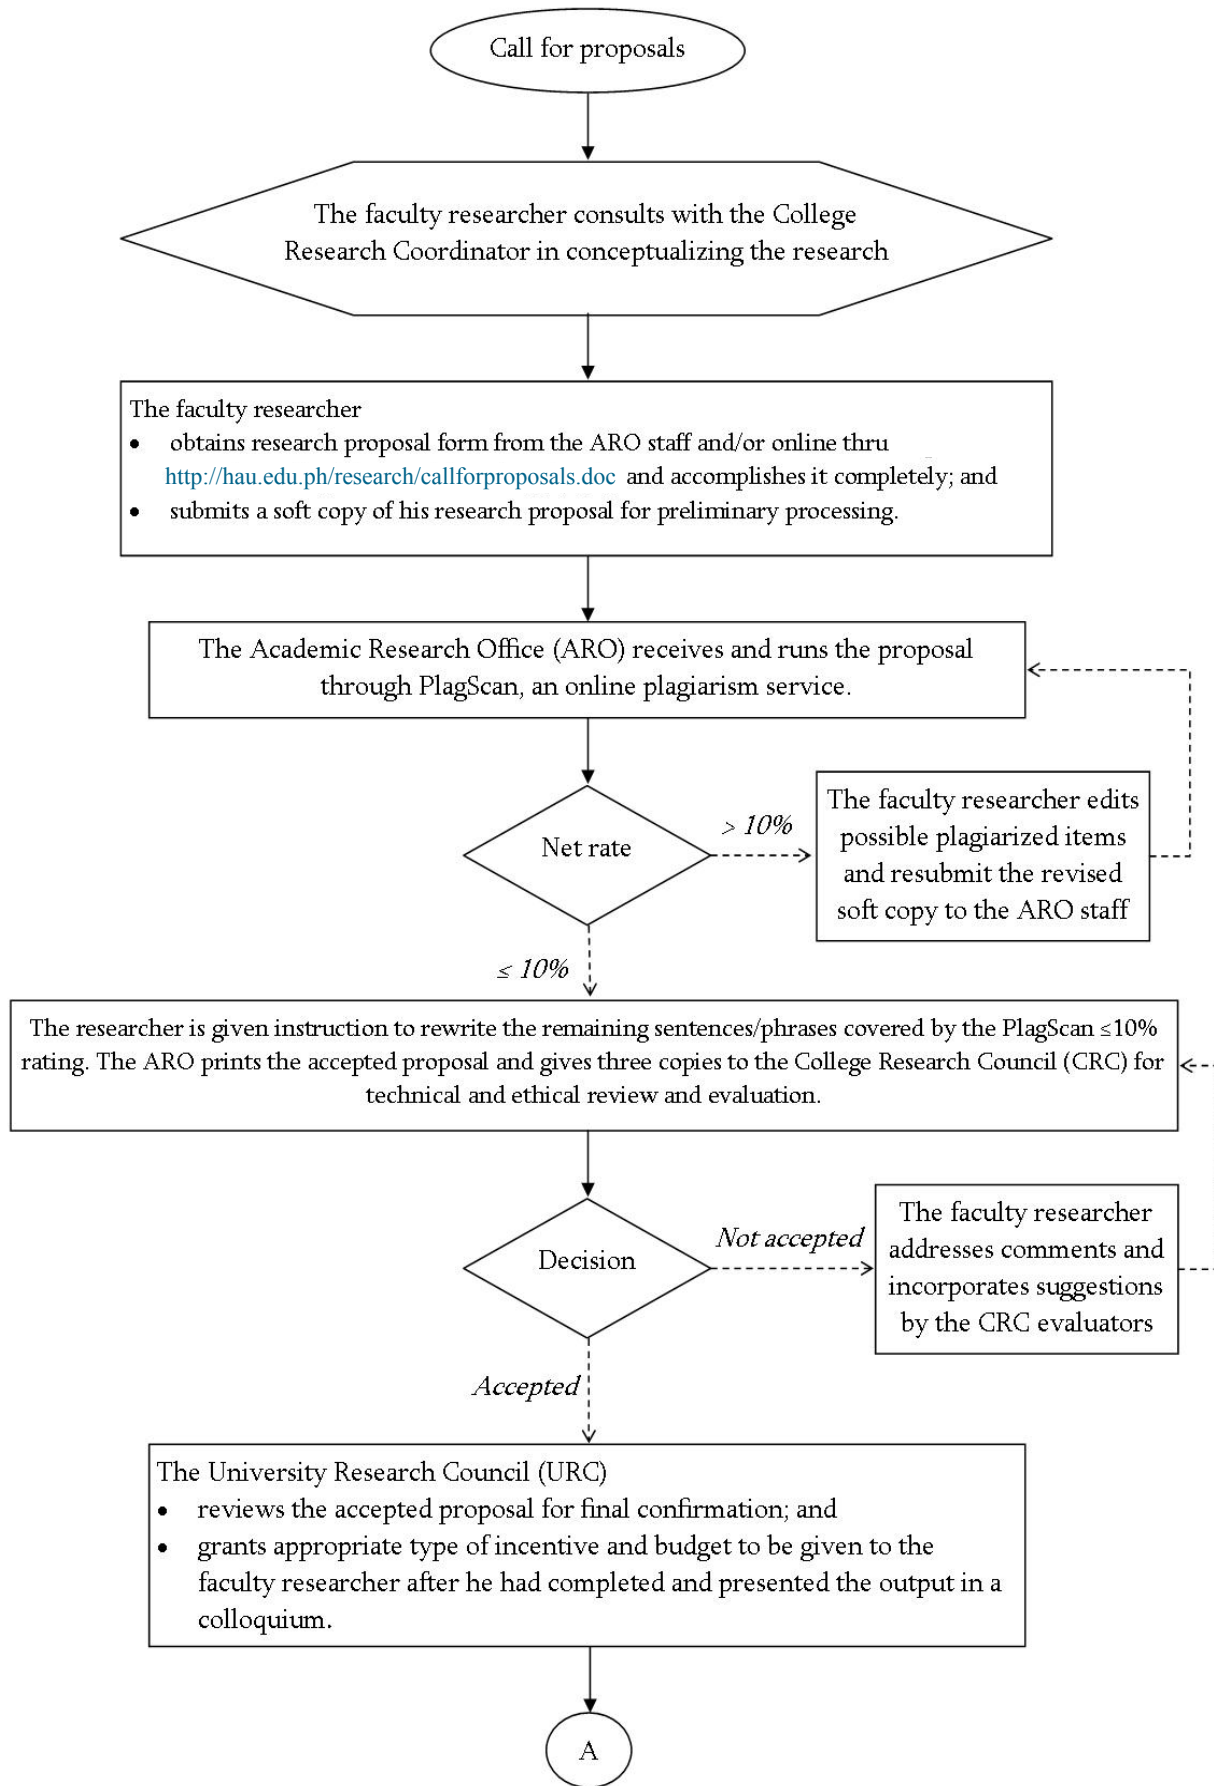 Call for proposals
The faculty researcher consults with the College
Research Coordinator in conceptualizing the research
The faculty researcher
• obtains research proposal form from the ARO staff and/or online thru
http://hau.edu.ph/research/callforproposals.doc and accomplishes it completely; and
• submits a soft copy of his research proposal for preliminary processing.
The Academic Research Office (ARO) receives and runs the proposal
through PlagScan, an online plagiarism service.
Net rate
> 10%
The faculty researcher edits
possible plagiarized items
and resubmit the revised
soft copy to the ARO staff
≤ 10%
The researcher is given instruction to rewrite the remaining sentences/phrases covered by the PlagScan ≤10%
rating. The ARO prints the accepted proposal and gives three copies to the College Research Council (CRC) for
technical and ethical review and evaluation.
Decision
Not accepted
The faculty researcher
addresses comments and
incorporates suggestions
by the CRC evaluators
Accepted
The University Research Council (URC)
• reviews the accepted proposal for final confirmation; and
• grants appropriate type of incentive and budget to be given to the
faculty researcher after he had completed and presented the output in a
colloquium.
A